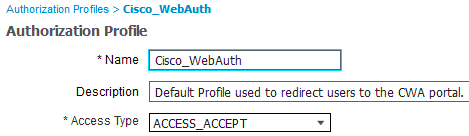 Authorization Profiles > Cisco_WebAuth
Authorization Profile
* Name Cisco_WebAuth
Description Default Profile used to redirect users to the CWA portal.
* Access Type ACCESS_ACCEPT